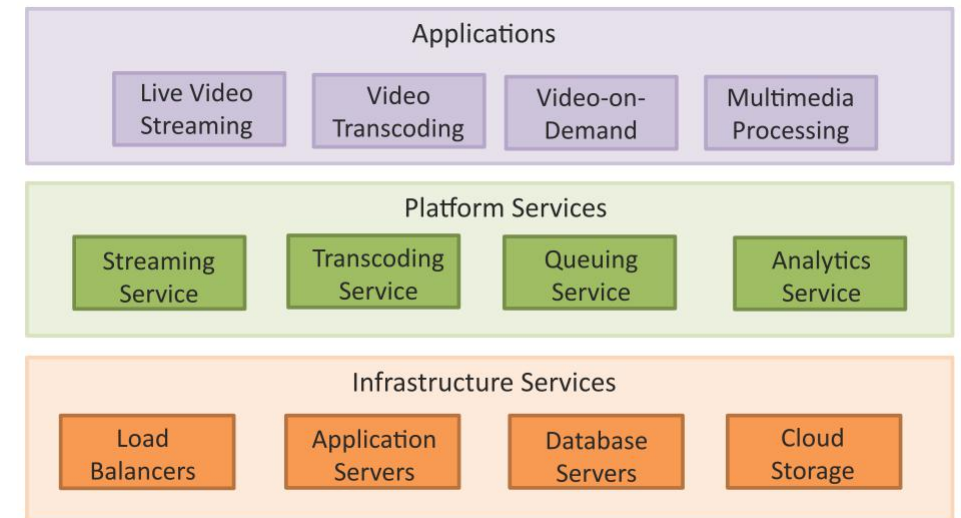 Applications
Live Video
Streaming
Video
Transcoding
Video-on-
Demand
Multimedia
Processing
Platform Services
Streaming
Service
Transcoding
Service
Queuing
Service
Analytics
Service
Infrastructure Services
Load
Balancers
Application
Servers
Database
Servers
Cloud
Storage